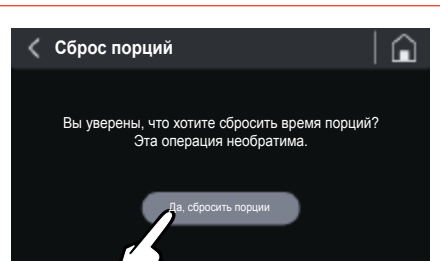 Сброс порций
Вы уверены, что хотите сбросить время порций?
Эта операция необратима.
Да, сбросить порции